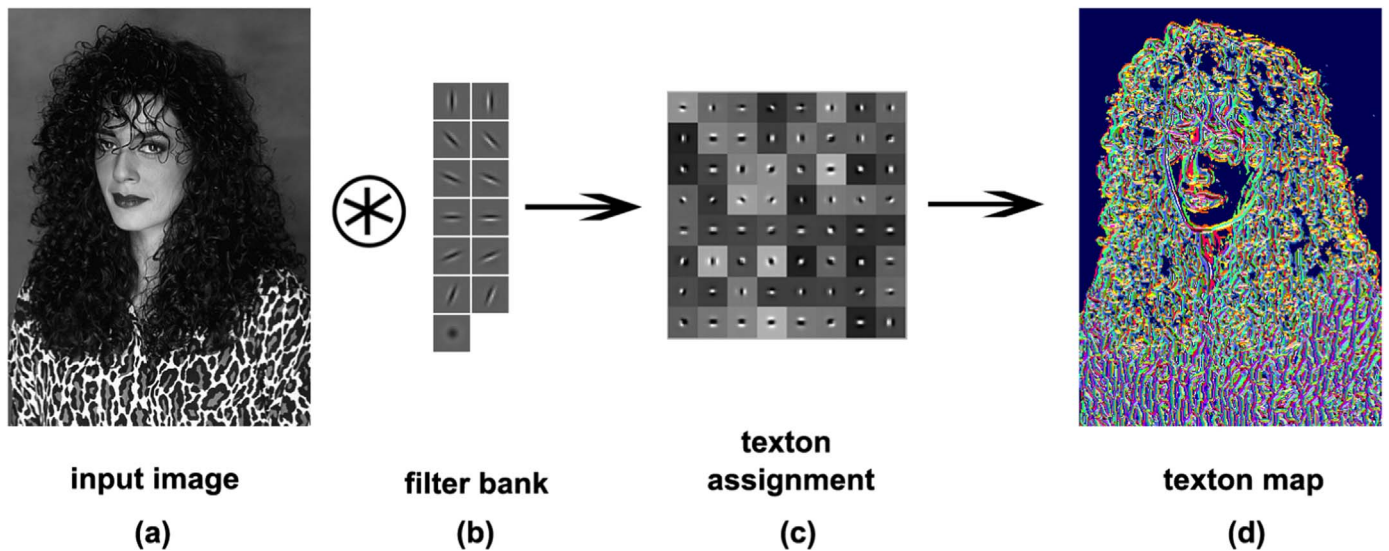 input image
(a)
filter bank
(b)
texton
assignment
(c)
texton map
(d)